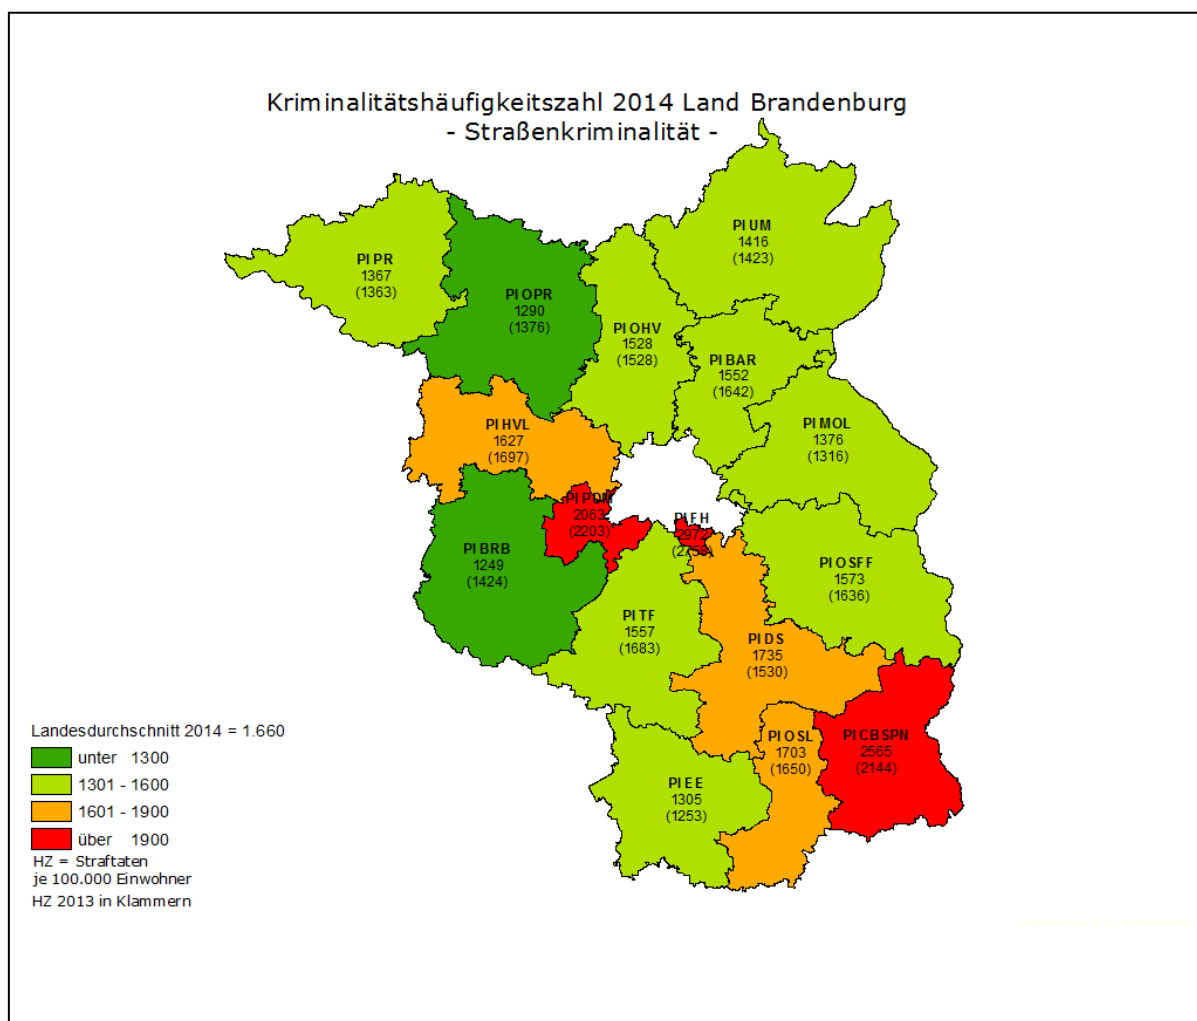 Kriminalitätshäufigkeitszahl 2014 Land Brandenburg
- Straßenkriminalität -
PI UM
1416
(1423)
PI PR
1367
(1363)
PI OPR
1290
(1376)
PI OHV
1528
(1528)
PI BAR
1552
(1642)
PI HVL
1627
(1697)
PI MOL
1376
(1316)
PI PDM
2063
(2203)
PI FH
2972
PI BRB
1249
(1424)
PI OSFF
1573
(1636)
PI TF
1557
(1683)
PI DS
1735
(1530)
PI OSL
1703
(1650)
PI CBSPN
2565
(2144)
PI EE
1305
(1253)
Landesdurchschnitt 2014 = 1.660
unter 1300
1301 - 1600
1601 - 1900
über 1900
HZ = Straftaten
je 100.000 Einwohner
HZ 2013 in Klammern